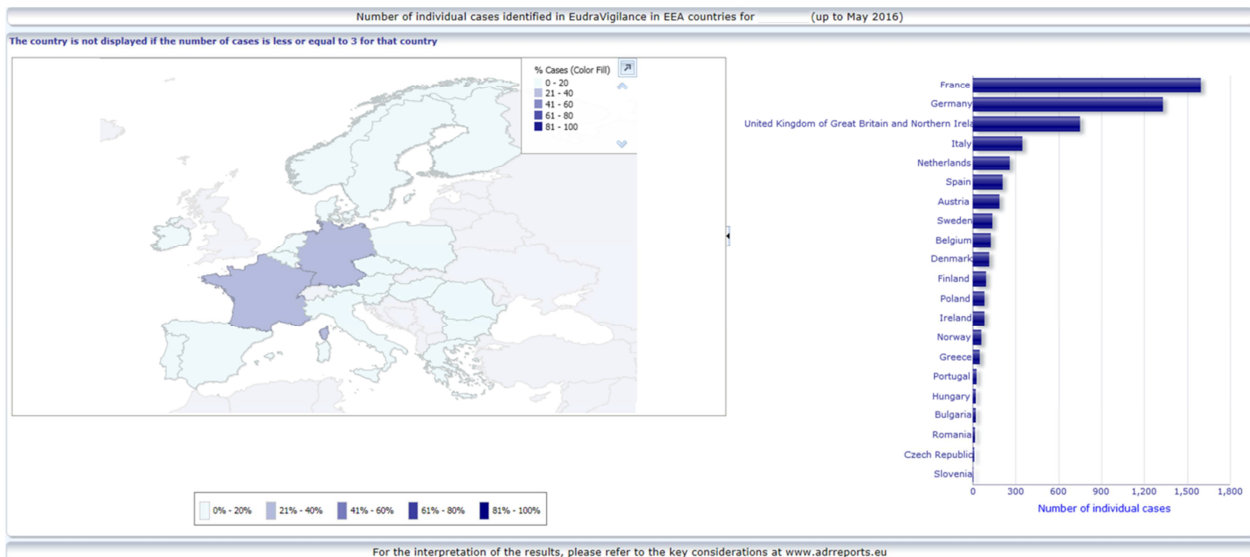 Number of individual cases identified in EudraVigilance in EEA countries for (up to May 2016)
The country is not displayed if the number of cases is less or equal to 3 for that country
% Cases (Color Fill)
0 - 20
21 - 40
41 - 60
61 - 80
81 - 100
France
Germany
United Kingdom of Great Britain and Northern Irela
Italy
Netherlands
Spain
Austria
Sweden
Belgium
Denmark
Finland
Poland
Ireland
Norway
Greece
Portugal
Hungary
Bulgaria
Romania
Czech Republic
Slovenia
0 300 600 900 1,200 1,500 1,800
Number of individual cases
0% - 20% 21% - 40% 41% - 60% 61% - 80% 81% - 100%
For the interpretation of the results, please refer to the key considerations at www.adrreports.eu